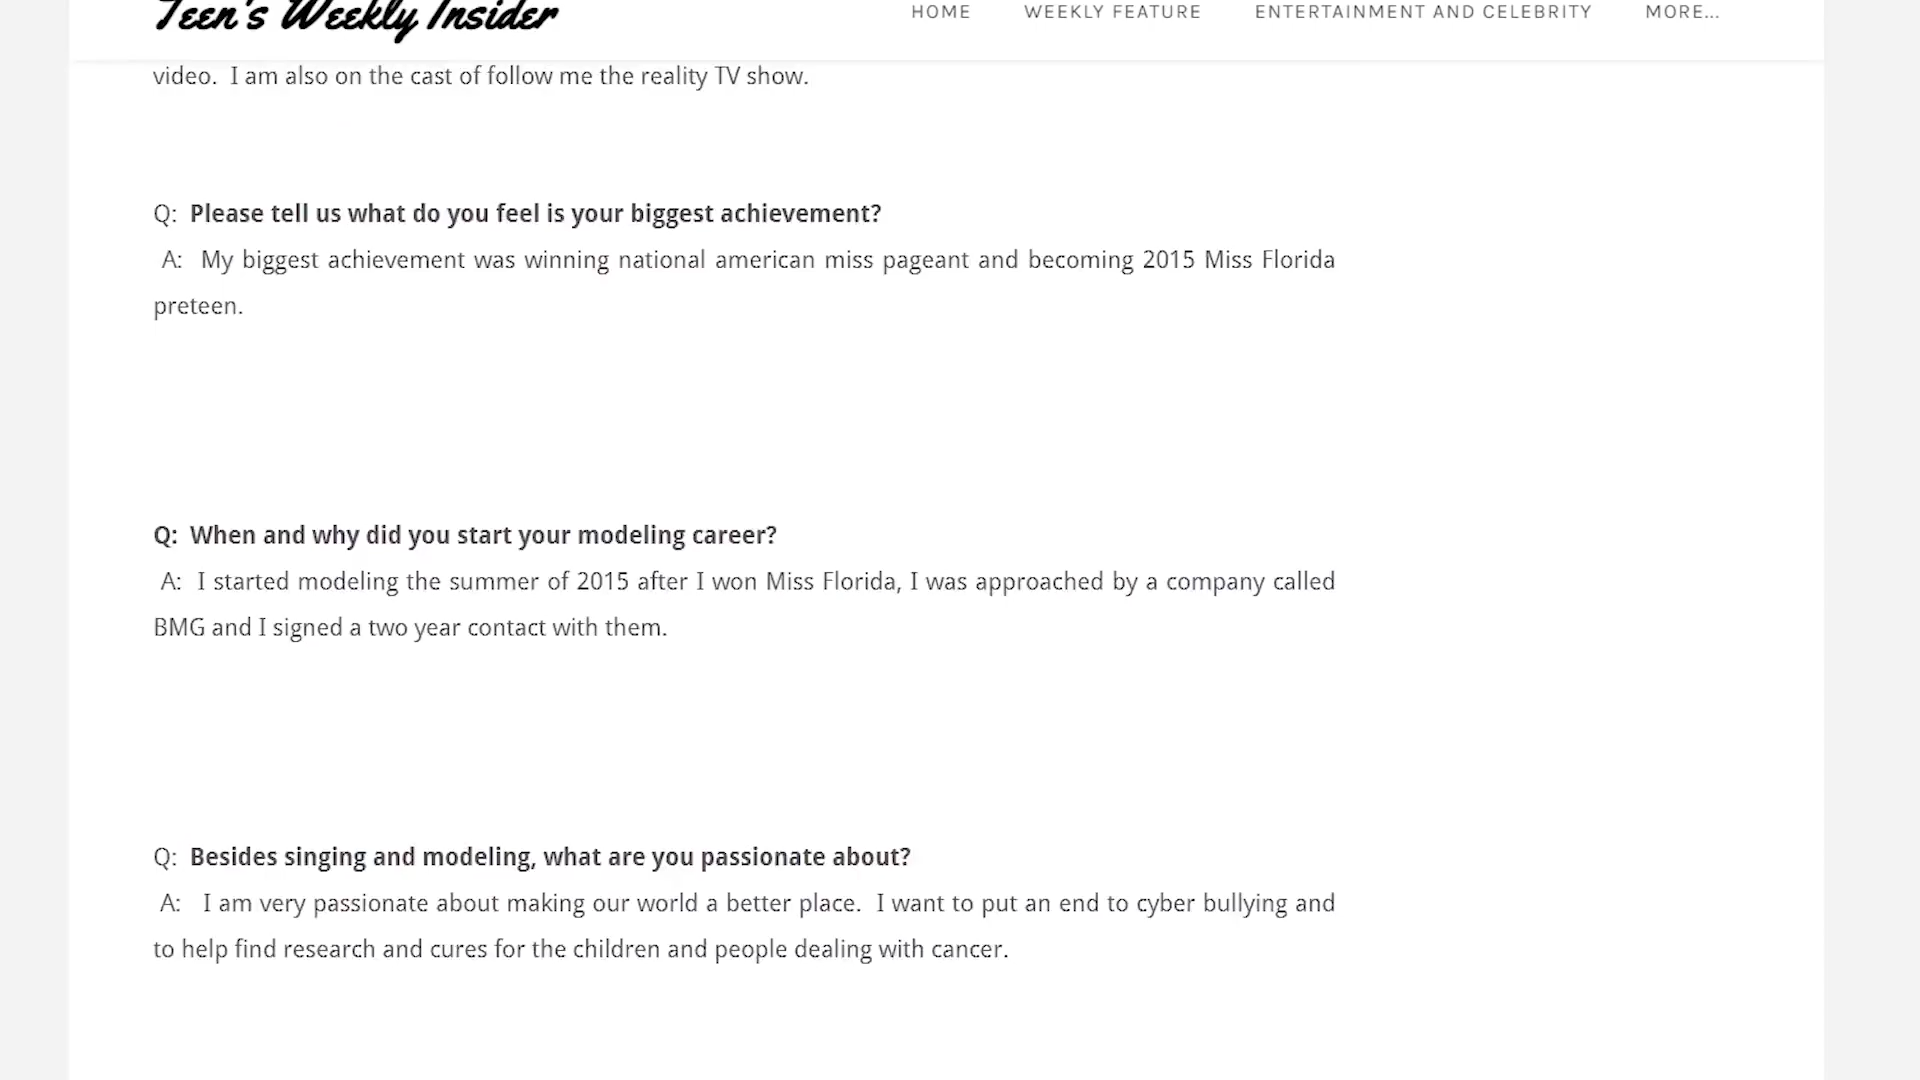 Teen's Weekly Insider
HOME WEEKLY FEATURE ENTERTAINMENT AND CELEBRITY MORE...
video. I am also on the cast of follow me the reality TV show.
Q: Please tell us what do you feel is your biggest achievement?
A: My biggest achievement was winning national american miss pageant and becoming 2015 Miss Florida
preteen.
Q: When and why did you start your modeling career?
A: I started modeling the summer of 2015 after I won Miss Florida, I was approached by a company called
BMG and I signed a two year contact with them.
Q: Besides singing and modeling, what are you passionate about?
A: I am very passionate about making our world a better place. I want to put an end to cyber bullying and
to help find research and cures for the children and people dealing with cancer.